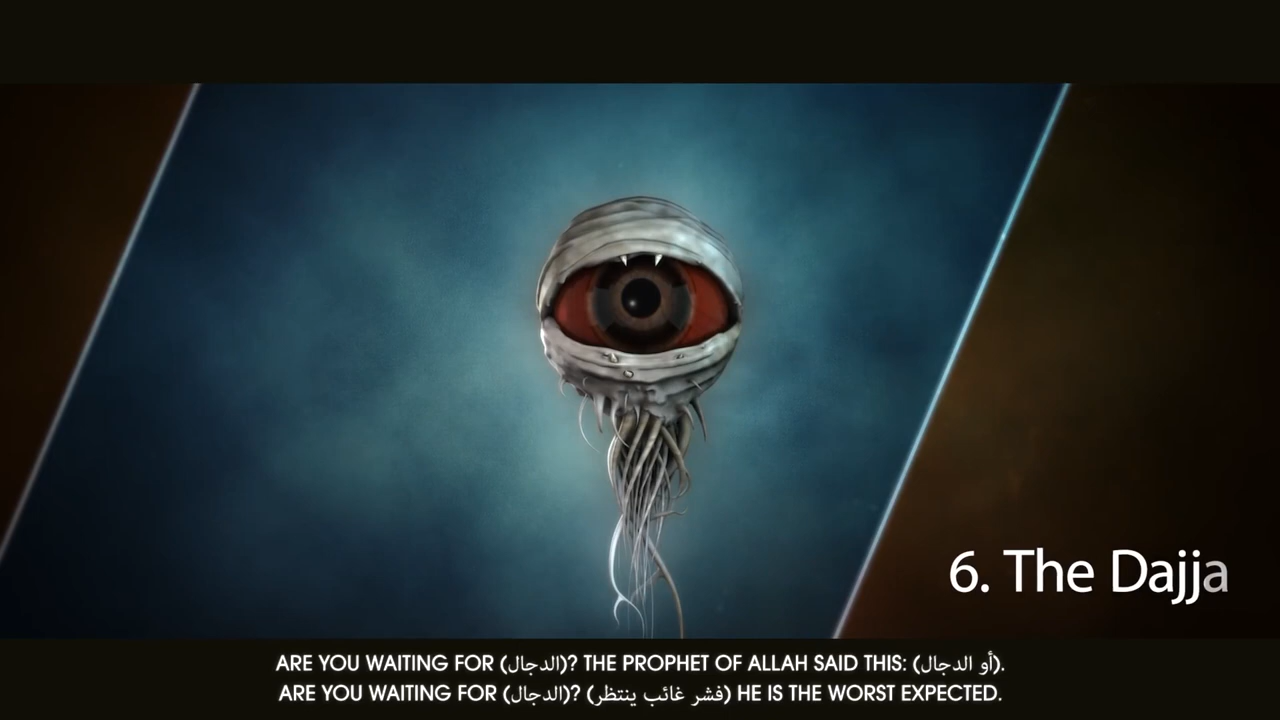 6. The Dajja
ARE YOU WAITING FOR (الدجال)? THE PROPHET OF ALLAH SAID THIS: (أو الدجال).
ARE YOU WAITING FOR (الدجال)? (فشر غائب ينتظر) HE IS THE WORST EXPECTED.